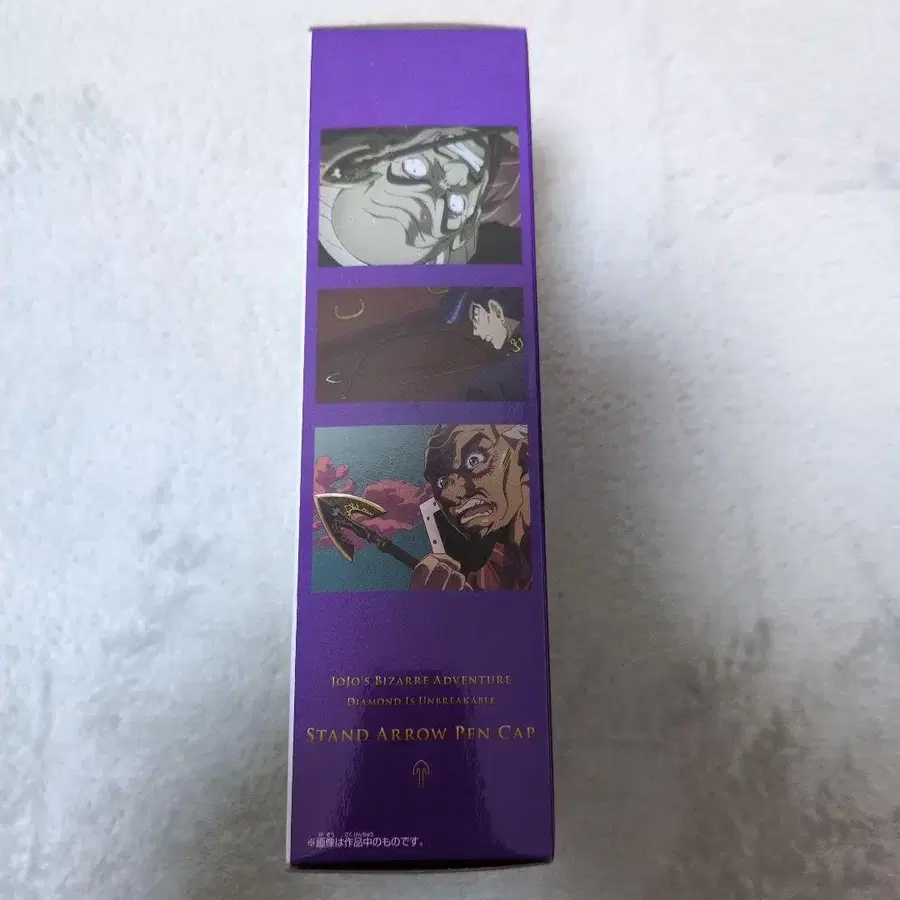 JoJo's Bizarre Adventure
Diamond Is Unbreakable
Stand Arrow Pen Cap
※画像は作品中のものです。